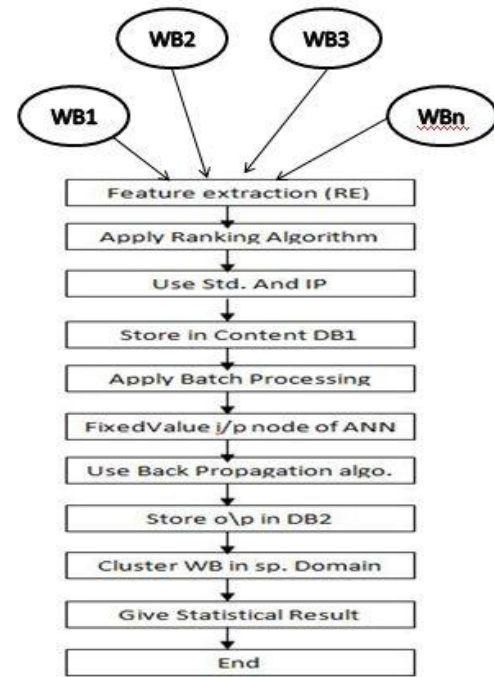 WB2
WB3
WB1
WBn
Feature extraction (RE)
Apply Ranking Algorithm
Use Std. And IP
Store in Content DB1
Apply Batch Processing
FixedValue i/p node of ANN
Use Back Propagation algo.
Store o\p in DB2
Cluster WB in sp. Domain
Give Statistical Result
End